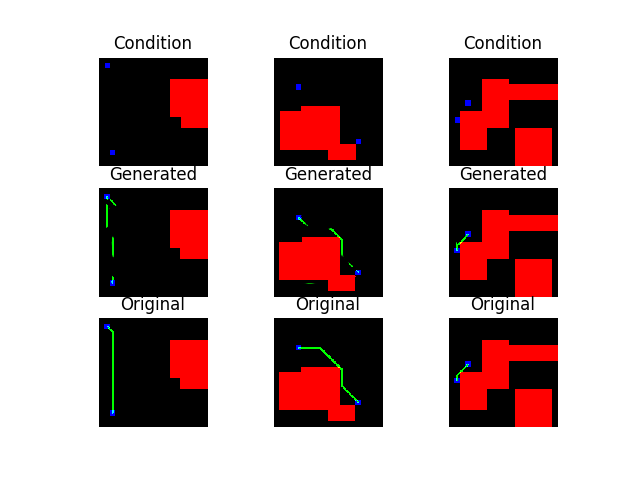 Condition Condition Condition
Generated Generated Generated
Original Original Original